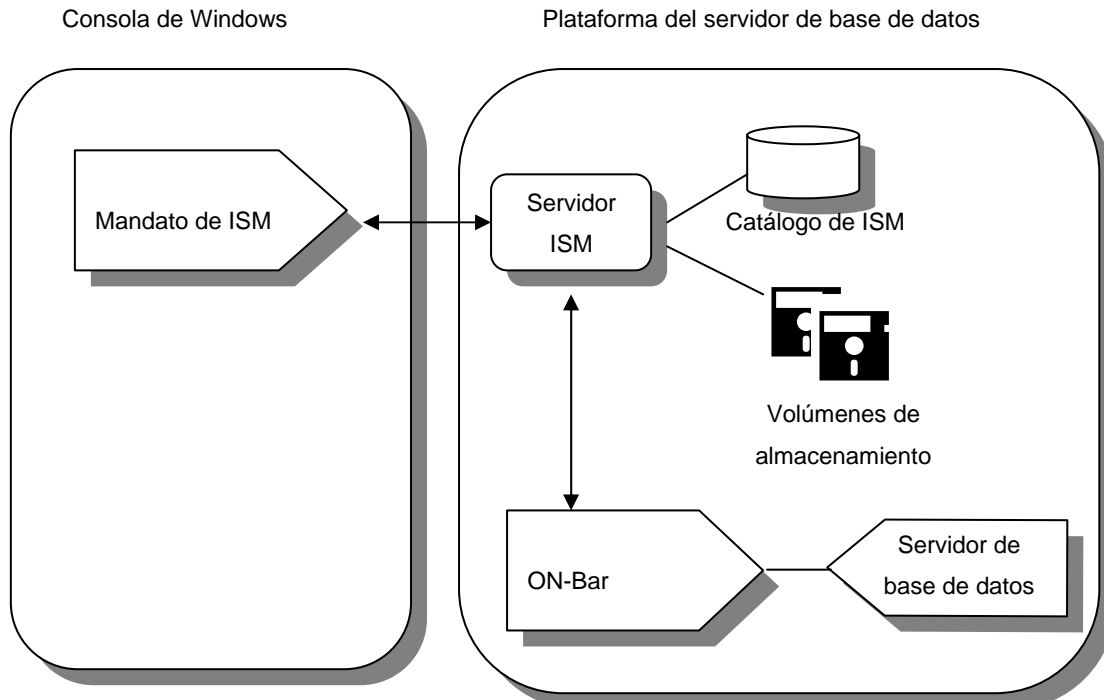 Consola de Windows
Plataforma del servidor de base de datos
Mandato de ISM
Servidor
ISM
Catálogo de ISM
Volúmenes de
almacenamiento
ON-Bar
Servidor de
base de datos